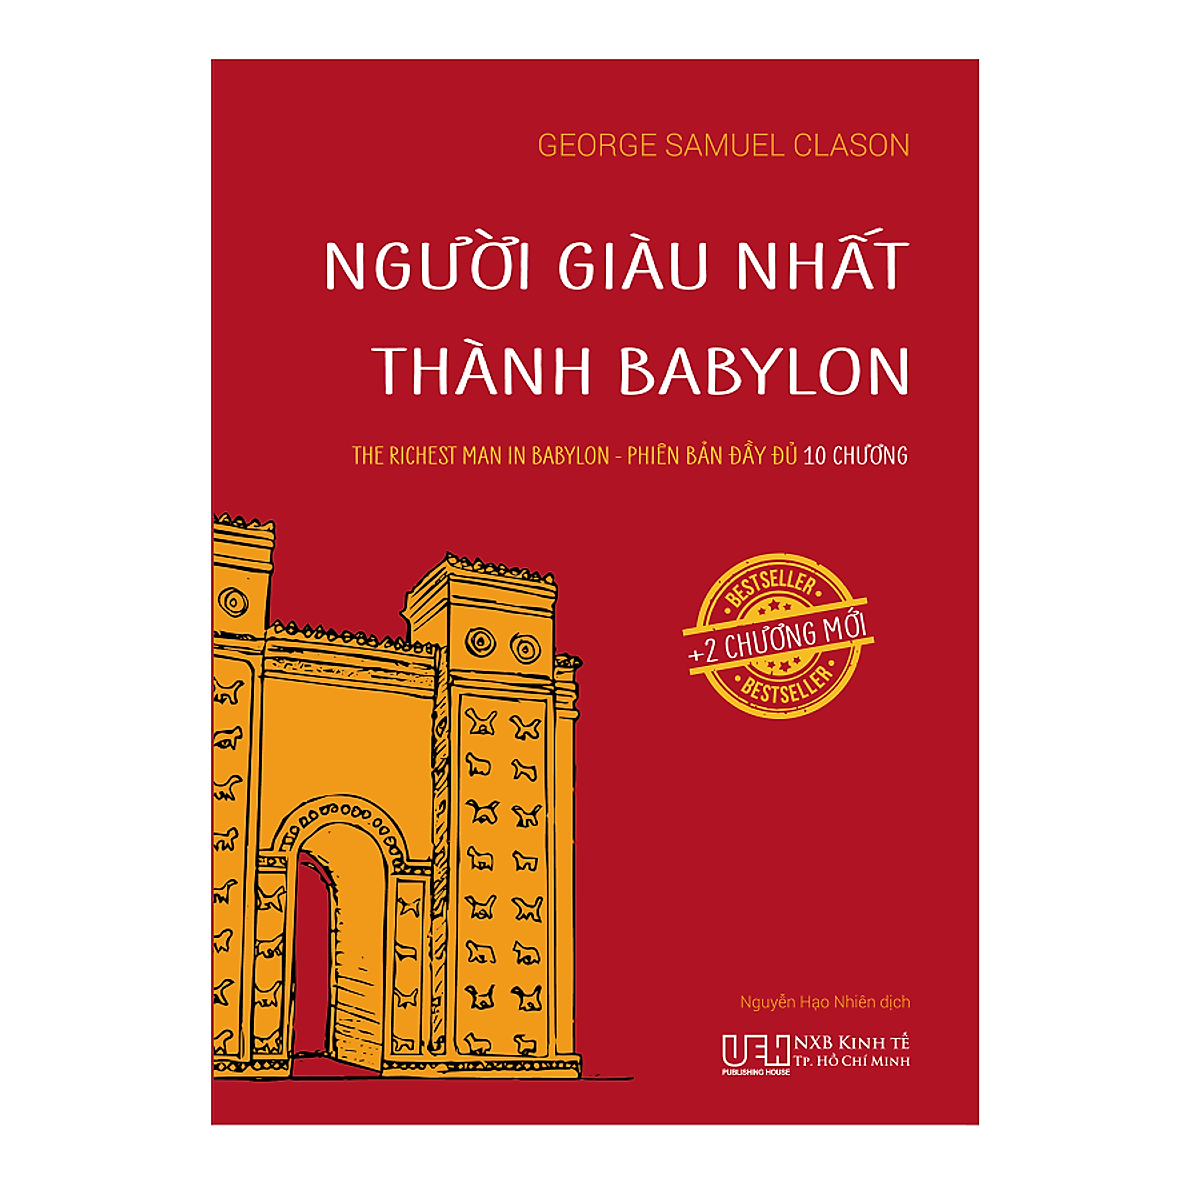 GEORGE SAMUEL CLASON
NGƯỜI GIÀU NHẤT
THÀNH BABYLON
THE RICHEST MAN IN BABYLON - PHIÊN BẢN ĐẦY ĐỦ 10 CHƯƠNG
BESTSELLER
+2 CHƯƠNG MỚI
BESTSELLER
Nguyễn Hạo Nhiên dịch
UEH NXB KINH TẾ
PUBLISHING HOUSE TP. HỒ CHÍ MINH